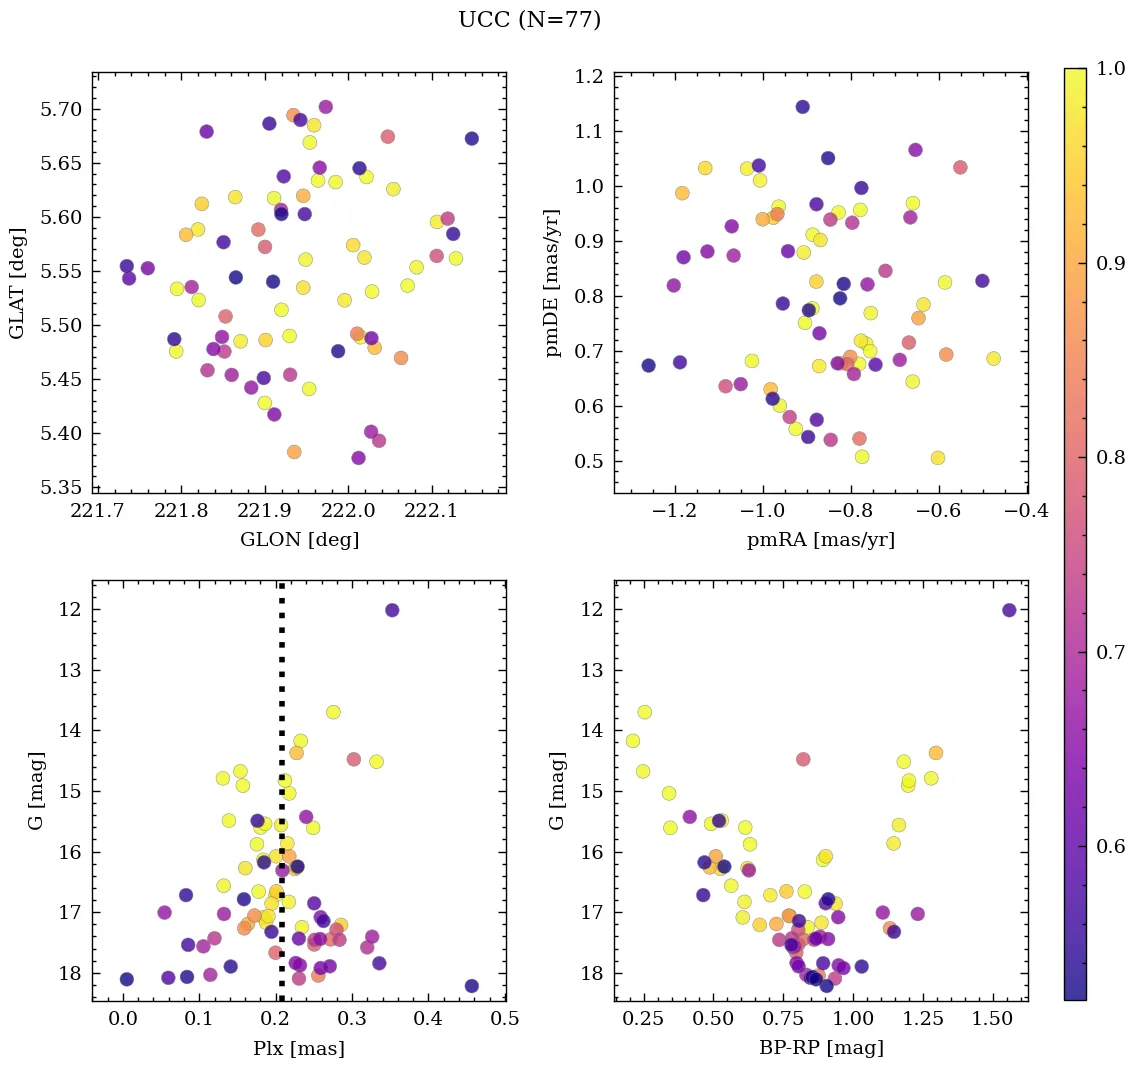 UCC (N=77)
5.70
5.65
5.60
5.55
5.50
5.45
5.40
5.35
GLAT [deg]
221.7 221.8 221.9 222.0 222.1
GLON [deg]
1.2
1.1
1.0
0.9
0.8
0.7
0.6
0.5
pmDE [mas/yr]
−1.2 −1.0 −0.8 −0.6 −0.4
pmRA [mas/yr]
12
13
14
15
16
17
18
G [mag]
0.0 0.1 0.2 0.3 0.4 0.5
Plx [mas]
12
13
14
15
16
17
18
G [mag]
0.25 0.50 0.75 1.00 1.25 1.50
BP-RP [mag]
1.0
0.9
0.8
0.7
0.6